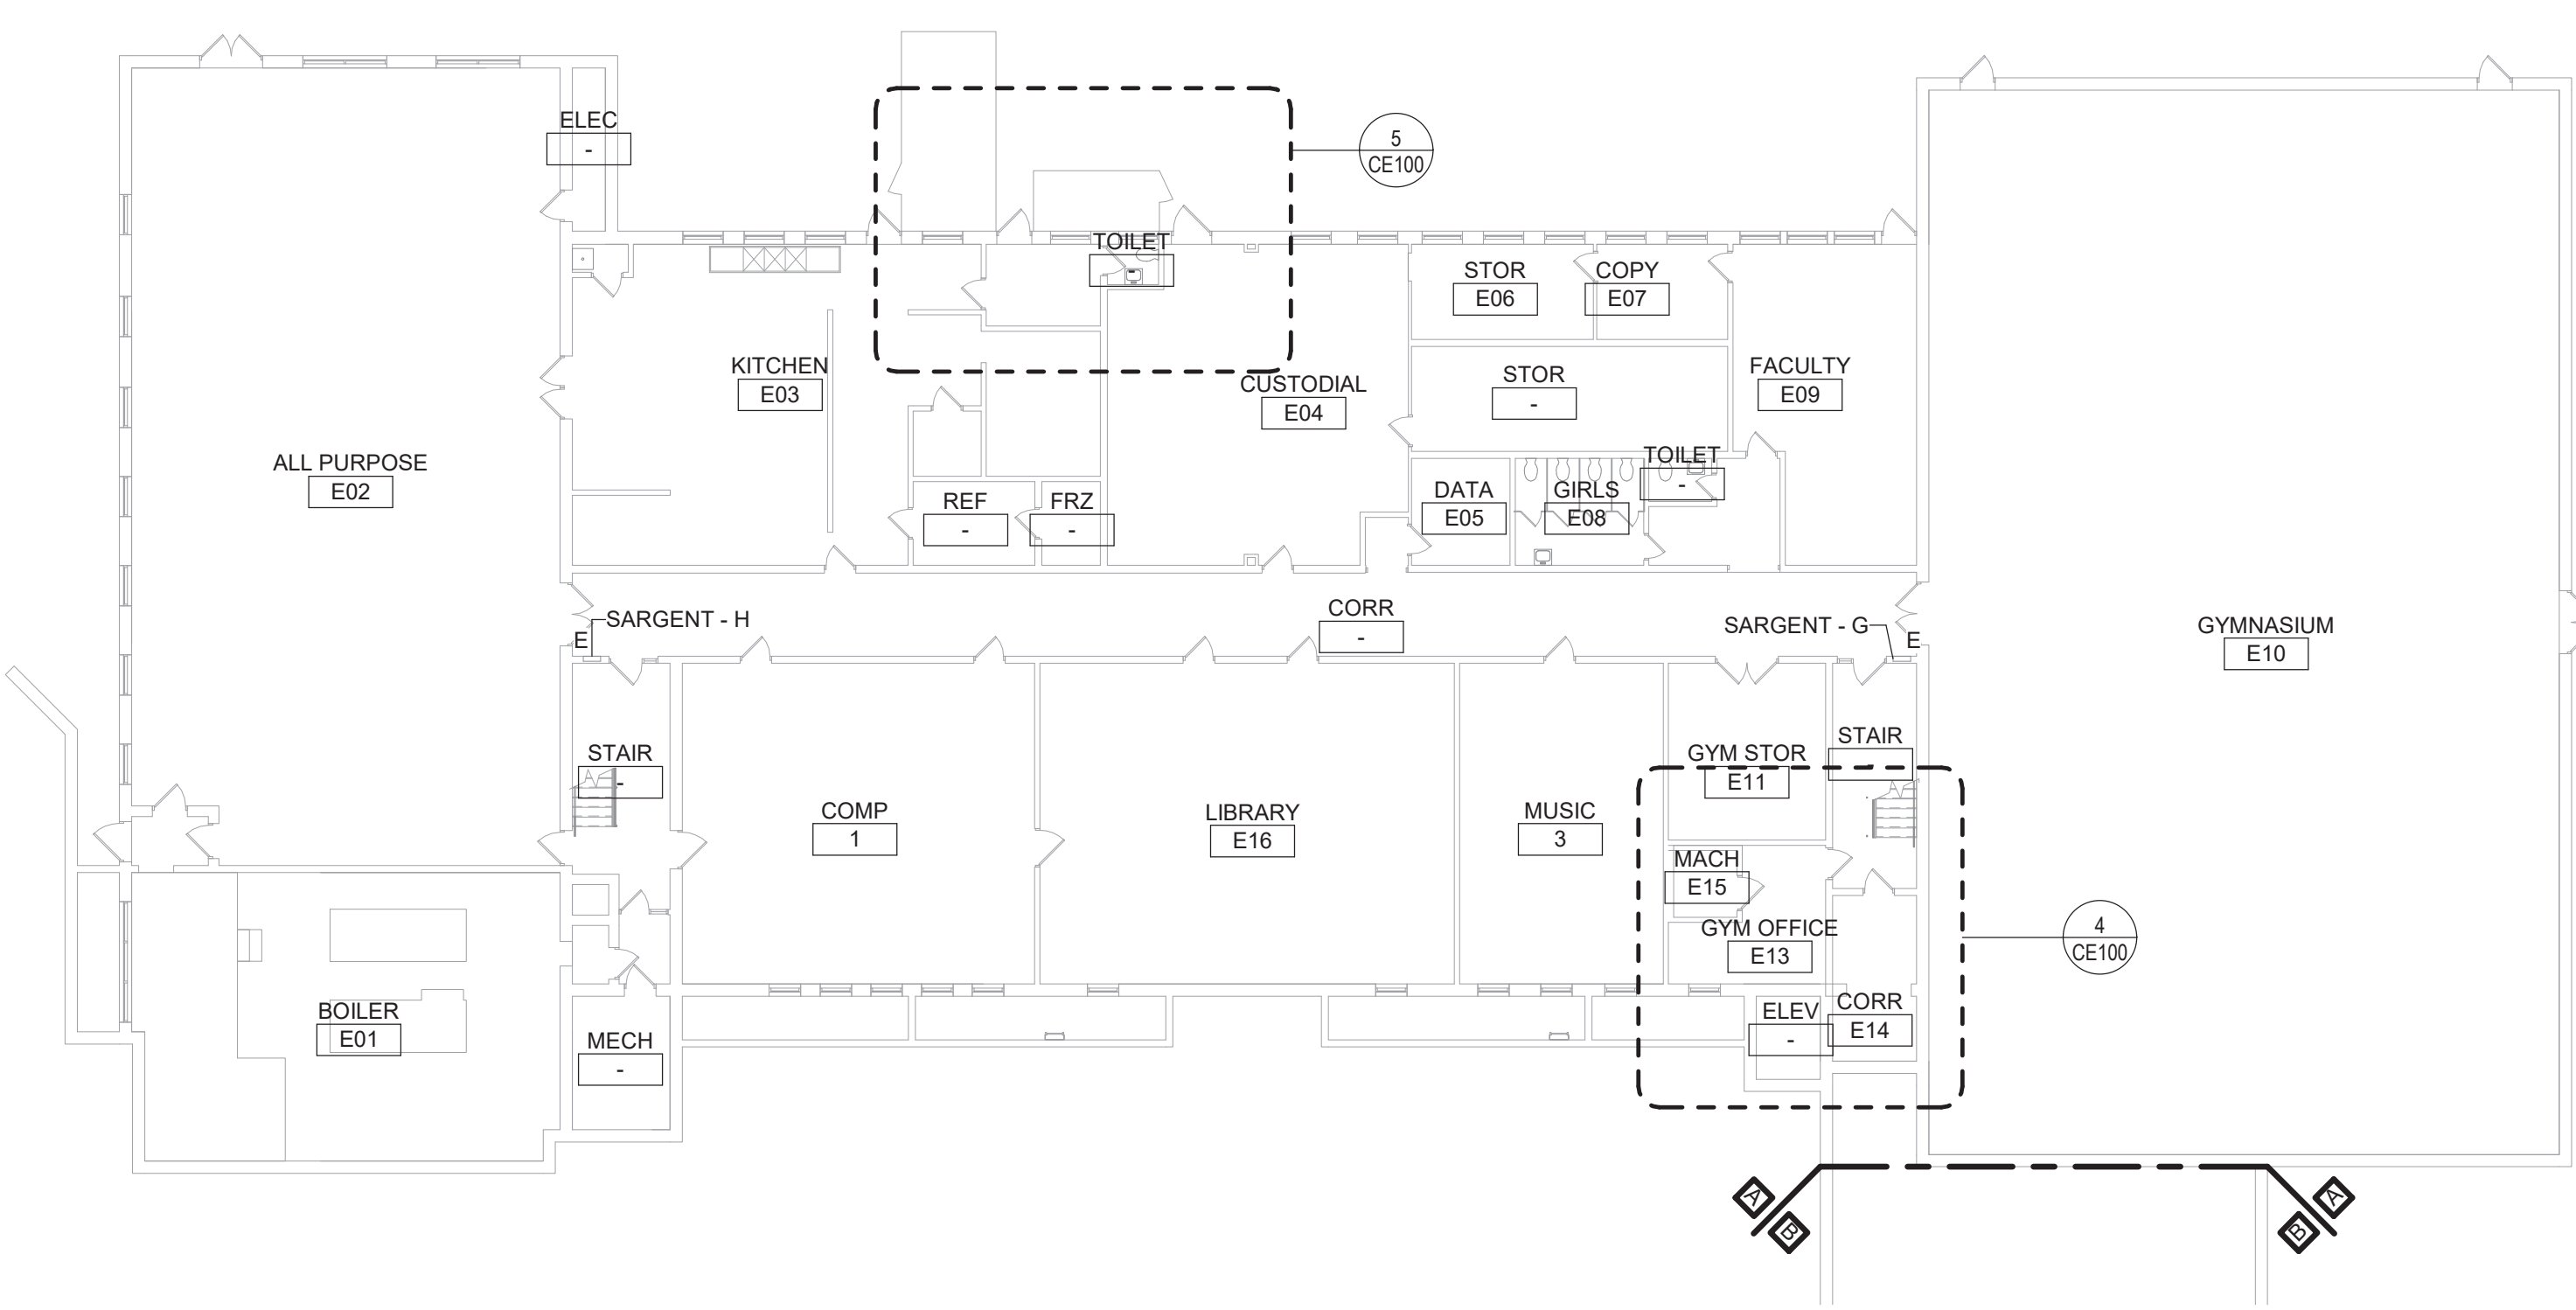 ELEC
-
5
CE100
TOILET
-
STOR
E06
COPY
E07
KITCHEN
E03
CUSTODIAL
E04
STOR
-
FACULTY
E09
ALL PURPOSE
E02
REF
-
FRZ
-
DATA
E05
GIRLS
E08
TOILET
-
E
SARGENT - H
CORR
-
SARGENT - G
E
GYMNASIUM
E10
STAIR
-
COMP
1
LIBRARY
E16
MUSIC
3
GYM STOR
E11
STAIR
-
MACH
E15
GYM OFFICE
E13
4
CE100
BOILER
E01
MECH
-
ELEV
-
CORR
E14
A
B
B
A